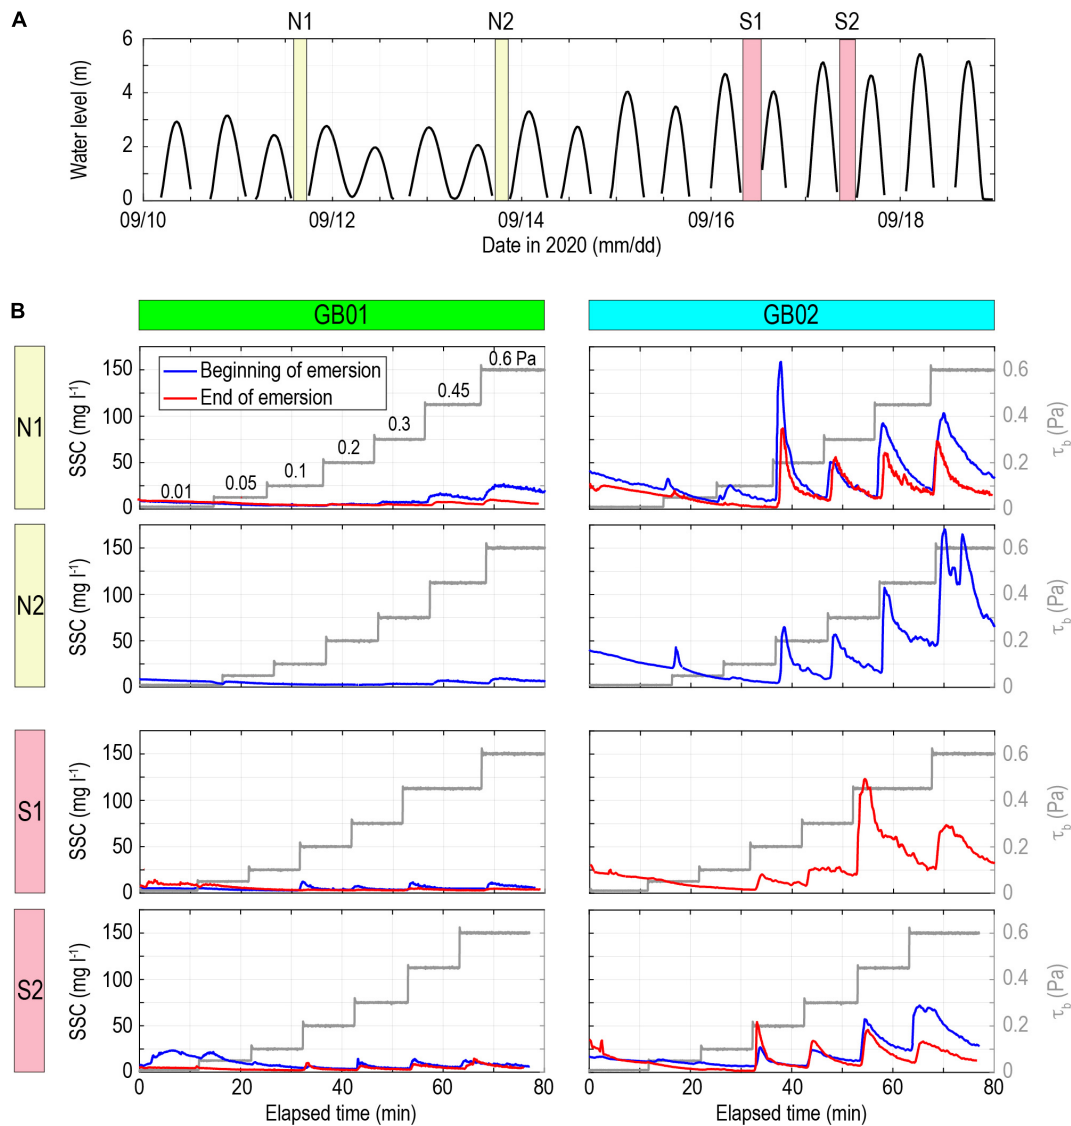 A
N1 N2 S1 S2
Water level (m)
6
4
2
0
09/10 09/12 09/14 09/16 09/18
Date in 2020 (mm/dd)
B
GB01 GB02
N1
SSC (mg l⁻¹)
150
100
50
0
Beginning of emersion
End of emersion
0.01 0.05 0.1 0.2 0.3 0.45 0.6 Pa
0.6
0.4
0.2
0
τb (Pa)
N2
SSC (mg l⁻¹)
150
100
50
0
0.6
0.4
0.2
0
τb (Pa)
S1
SSC (mg l⁻¹)
150
100
50
0
0.6
0.4
0.2
0
τb (Pa)
S2
SSC (mg l⁻¹)
150
100
50
0
0.6
0.4
0.2
0
τb (Pa)
0 20 40 60 80 0 20 40 60 80
Elapsed time (min) Elapsed time (min)